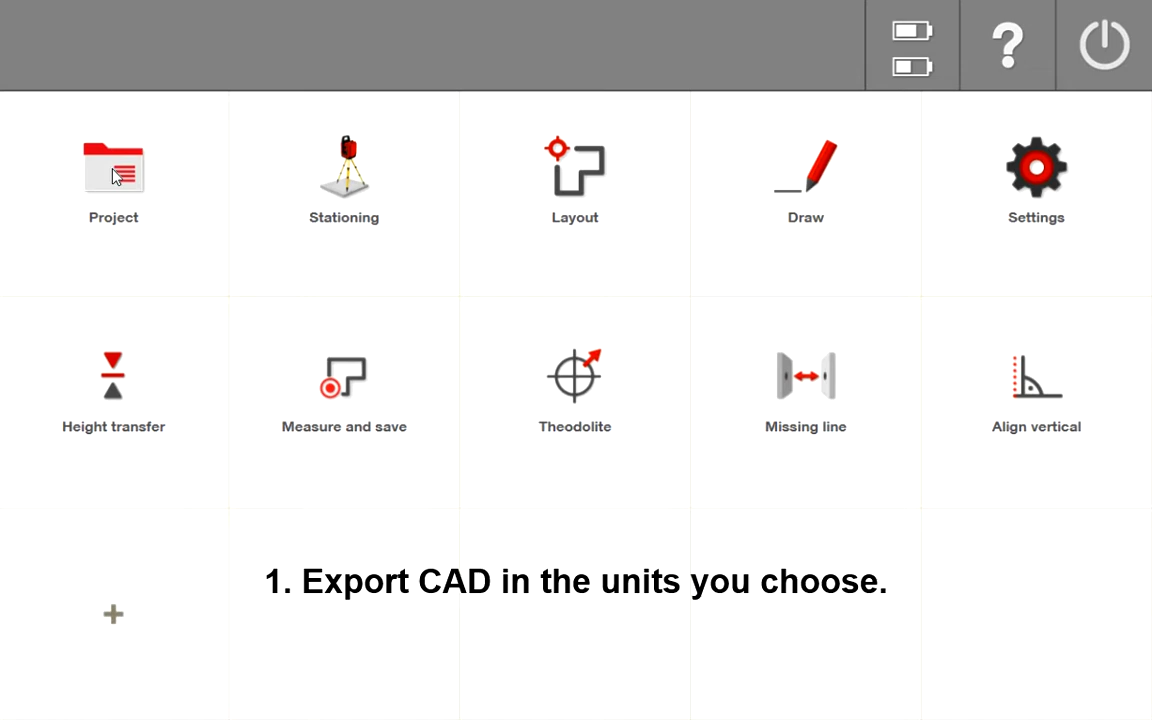 Project
Stationing
Layout
Draw
Settings
Height transfer
Measure and save
Theodolite
Missing line
Align vertical
1. Export CAD in the units you choose.